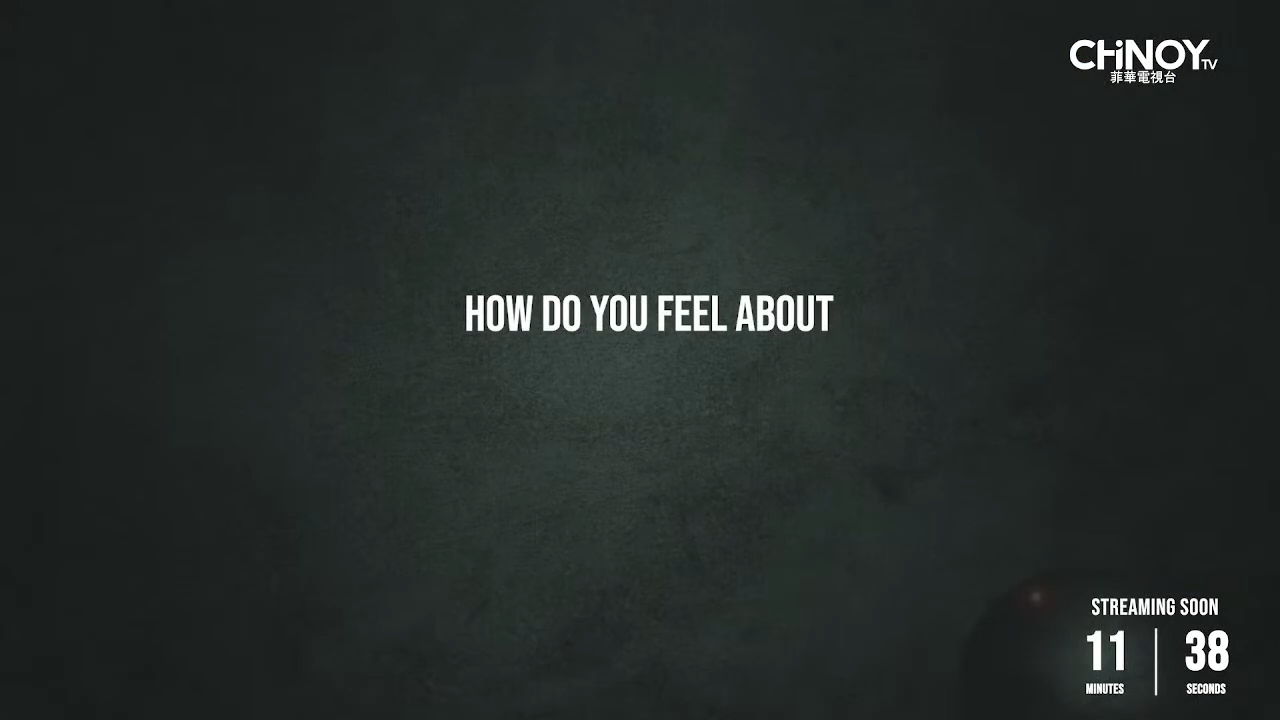 CHiNOY TV
菲華電視台
HOW DO YOU FEEL ABOUT
STREAMING SOON
11 38
MINUTES SECONDS